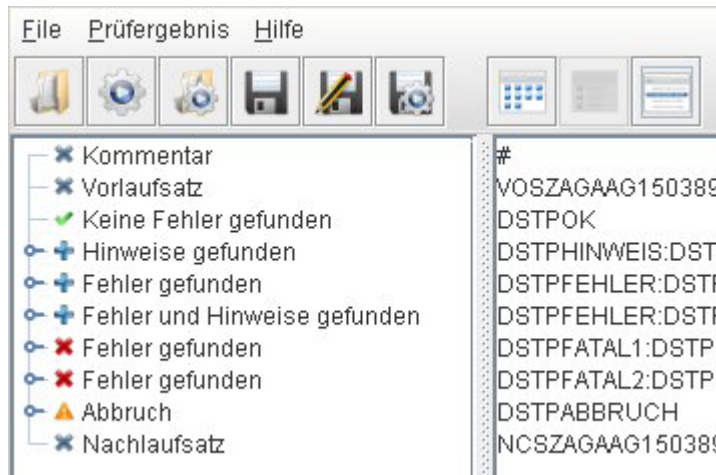 File Prüfergebnis Hilfe
Kommentar #
Vorlaufsatz VOSZAGAAG150389
Keine Fehler gefunden DSTPOK
Hinweise gefunden DSTPHINWEIS:DST
Fehler gefunden DSTPFEHLER:DSTF
Fehler und Hinweise gefunden DSTPFEHLER:DSTF
Fehler gefunden DSTPFATAL1:DSTP
Fehler gefunden DSTPFATAL2:DSTP
Abbruch DSTPABBRUCH
Nachlaufsatz NCSZAGAAG150389